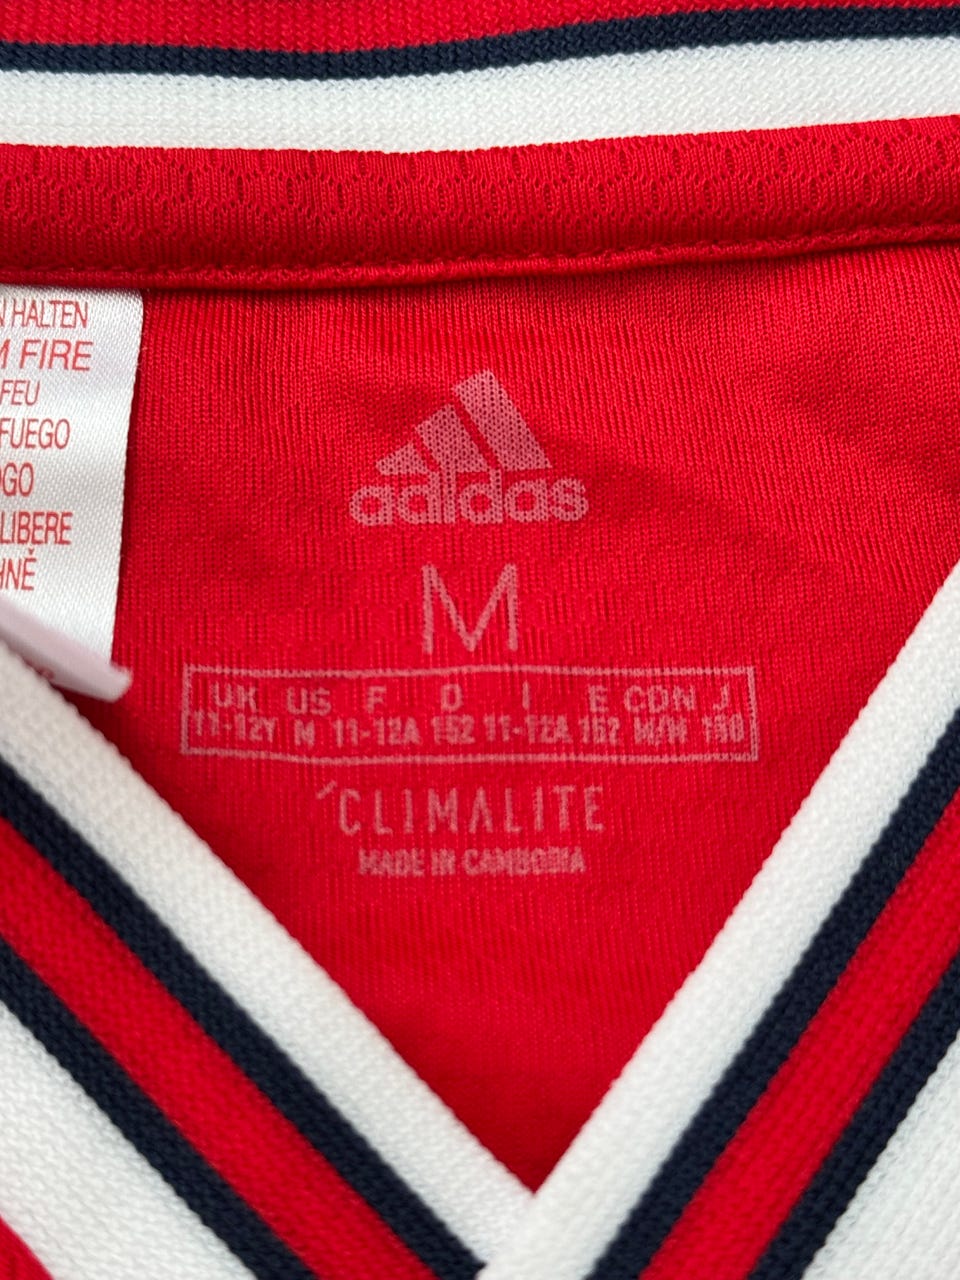 N HALTEN
M FIRE
FEU
FUEGO
OGO
LIBERE
HNĚ
adidas
M
UK US F D I E CDN J
11-12Y M 11-12A 152 11-12A 152 M/M 150
CLIMALITE
MADE IN CAMBODIA